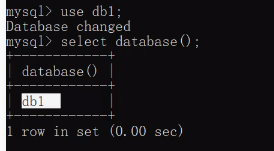 mysql> use db1;
Database changed
mysql> select database();
+------------+
| database() |
+------------+
| db1        |
+------------+
1 row in set (0.00 sec)